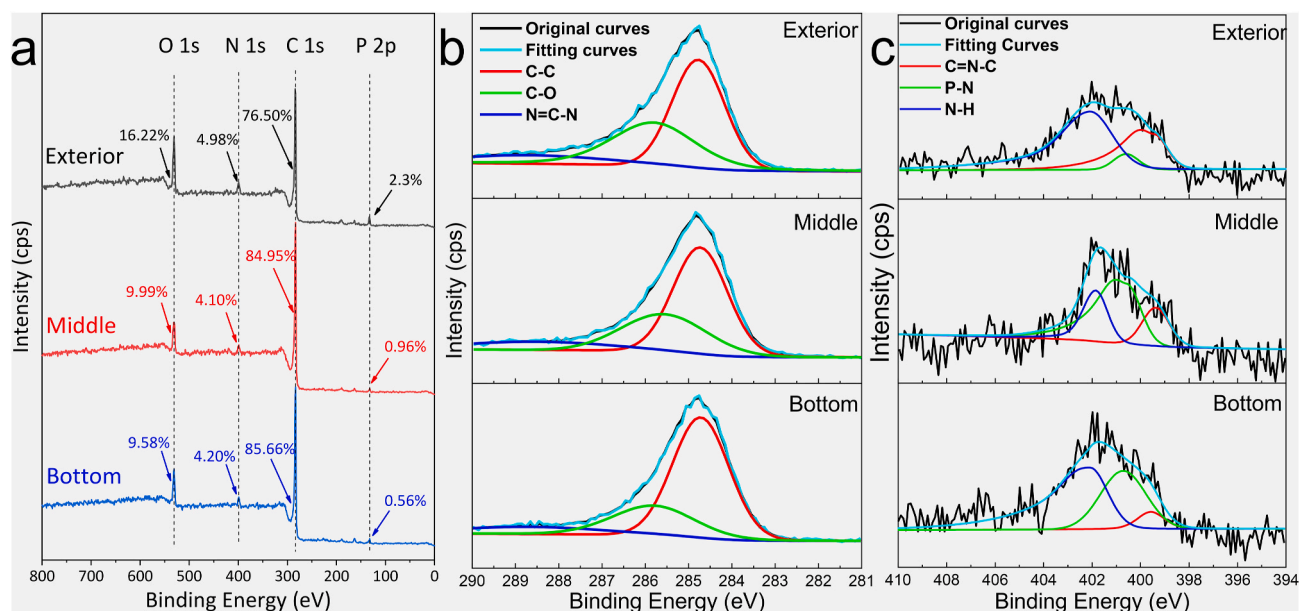 a
O 1s N 1s C 1s P 2p
16.22%
4.98%
76.50%
2.3%
Exterior
9.99%
4.10%
84.95%
0.96%
Middle
9.58%
4.20%
85.66%
0.56%
Bottom
Intensity (cps)
800 700 600 500 400 300 200 100 0
Binding Energy (eV)
b
Original curves
Fitting curves
C-C
C-O
N=C-N
Exterior
Middle
Bottom
Intensity (cps)
290 289 288 287 286 285 284 283 282 281
Binding Energy (eV)
c
Original curves
Fitting Curves
C=N-C
P-N
N-H
Exterior
Middle
Bottom
Intensity (cps)
410 408 406 404 402 400 398 396 394
Binding Energy (eV)